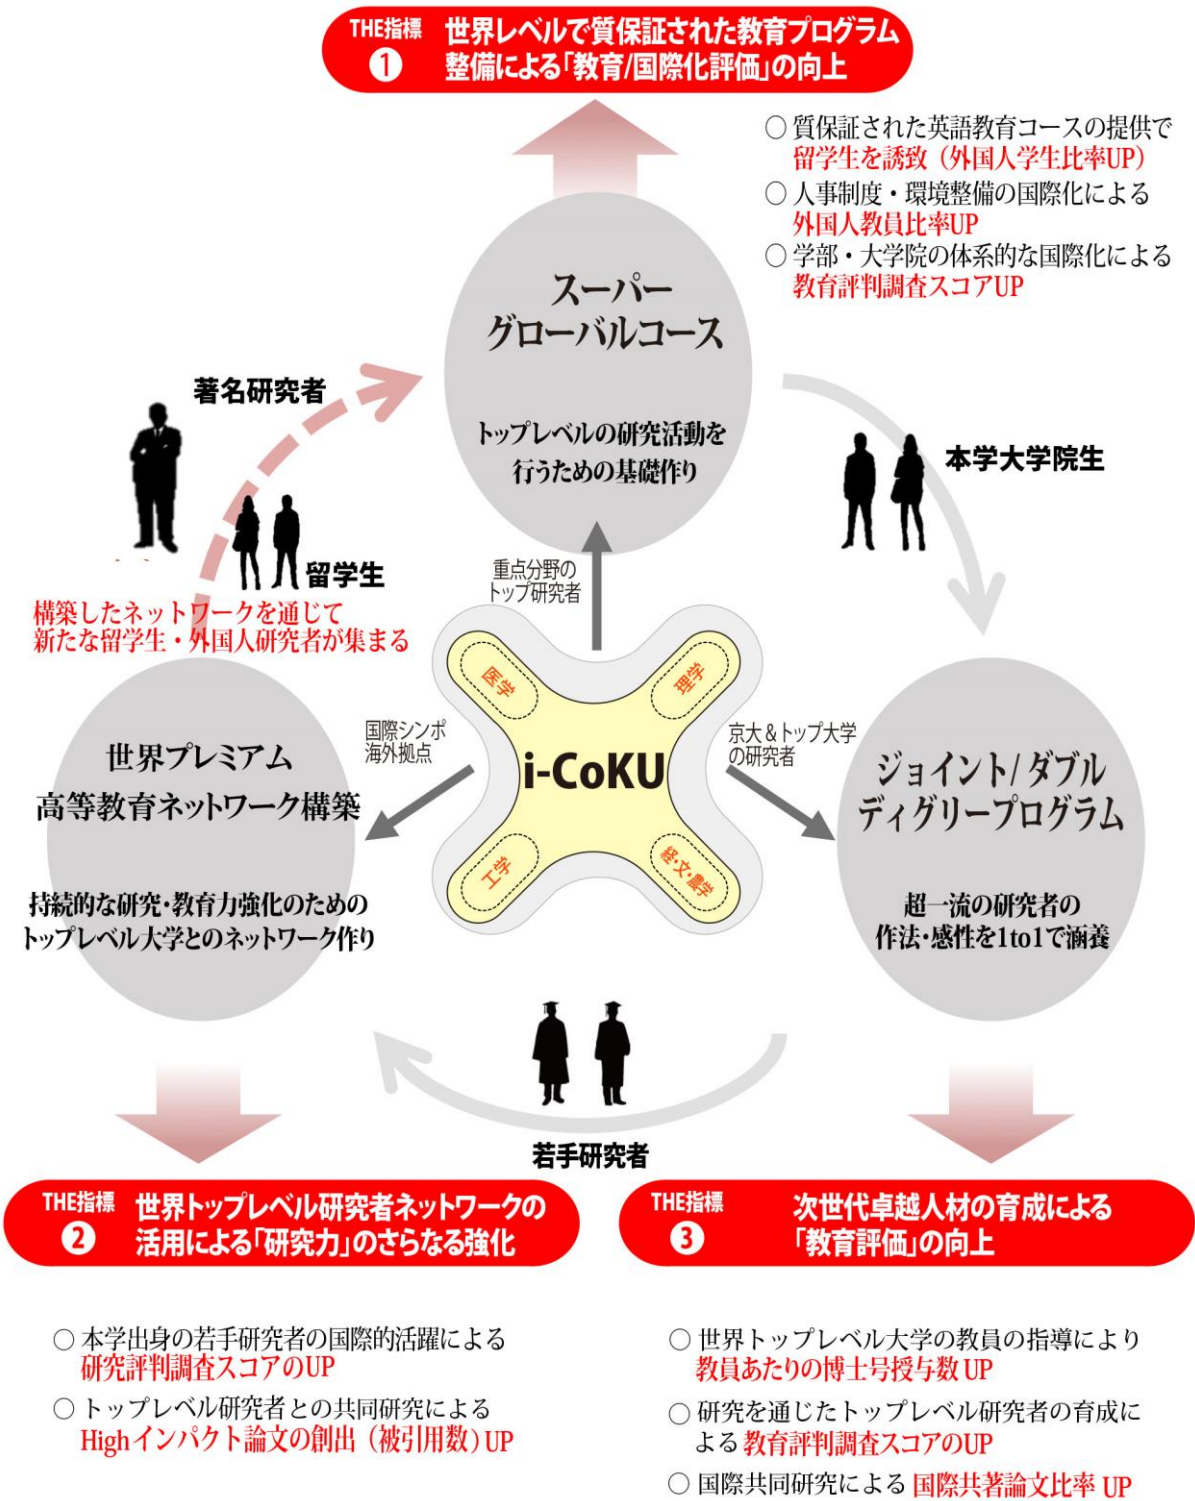 THE指標 世界レベルで質保証された教育プログラム
❶ 整備による「教育/国際化評価」の向上
○ 質保証された英語教育コースの提供で
留学生を誘致（外国人学生比率UP）
○ 人事制度・環境整備の国際化による
外国人教員比率UP
○ 学部・大学院の体系的な国際化による
教育評判調査スコアUP
スーパー
グローバルコース
トップレベルの研究活動を
行うための基礎作り
著名研究者
留学生
構築したネットワークを通じて
新たな留学生・外国人研究者が集まる
本学大学院生
重点分野の
トップ研究者
医学
理学
i-CoKU
工学
経・文・農学
国際シンポ
海外拠点
京大＆トップ大学
の研究者
世界プレミアム
高等教育ネットワーク構築
持続的な研究・教育力強化のための
トップレベル大学とのネットワーク作り
ジョイント/ダブル
ディグリープログラム
超一流の研究者の
作法・感性を1to1で涵養
若手研究者
THE指標 世界トップレベル研究者ネットワークの
❷ 活用による「研究力」のさらなる強化
○ 本学出身の若手研究者の国際的活躍による
研究評判調査スコアのUP
○ トップレベル研究者との共同研究による
Highインパクト論文の創出（被引用数）UP
THE指標 次世代卓越人材の育成による
❸ 「教育評価」の向上
○ 世界トップレベル大学の教員の指導により
教員あたりの博士号授与数 UP
○ 研究を通じたトップレベル研究者の育成に
よる 教育評判調査スコアのUP
○ 国際共同研究による 国際共著論文比率 UP